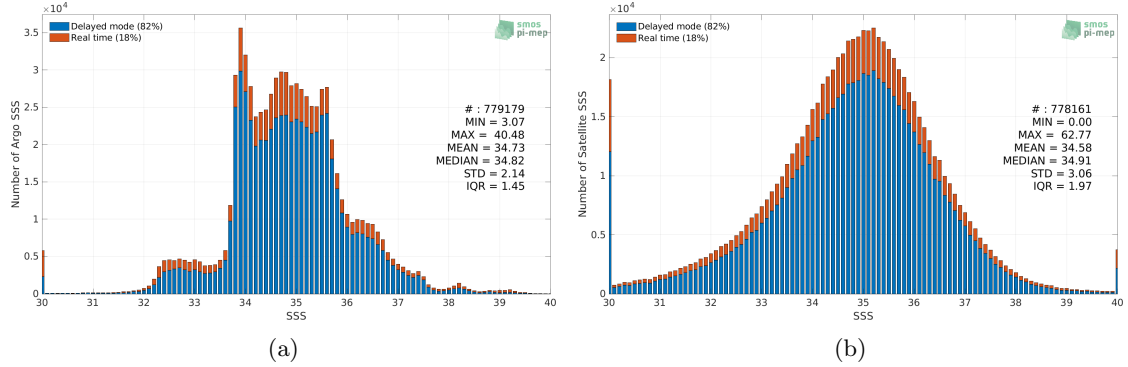 ×10⁴
Delayed mode (82%)
Real time (18%)
smos
pi-mep
Number of Argo SSS
3.5
3
2.5
2
1.5
1
0.5
0
# : 779179
MIN = 3.07
MAX = 40.48
MEAN = 34.73
MEDIAN = 34.82
STD = 2.14
IQR = 1.45
30 31 32 33 34 35 36 37 38 39 40
SSS
(a)
×10⁴
Delayed mode (82%)
Real time (18%)
smos
pi-mep
Number of Satellite SSS
2
1.5
1
0.5
0
# : 778161
MIN = 0.00
MAX = 62.77
MEAN = 34.58
MEDIAN = 34.91
STD = 3.06
IQR = 1.97
30 31 32 33 34 35 36 37 38 39 40
SSS
(b)